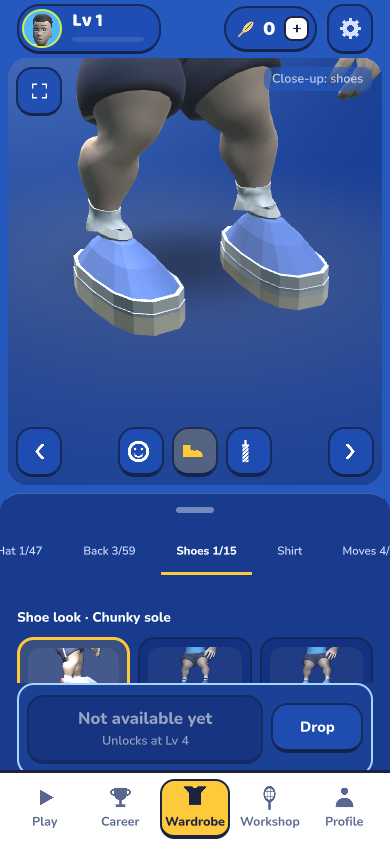 Lv 1
0
+
Close-up: shoes
Hat 1/47
Back 3/59
Shoes 1/15
Shirt
Moves 4/
Shoe look · Chunky sole
Not available yet
Unlocks at Lv 4
Drop
Play
Career
Wardrobe
Workshop
Profile